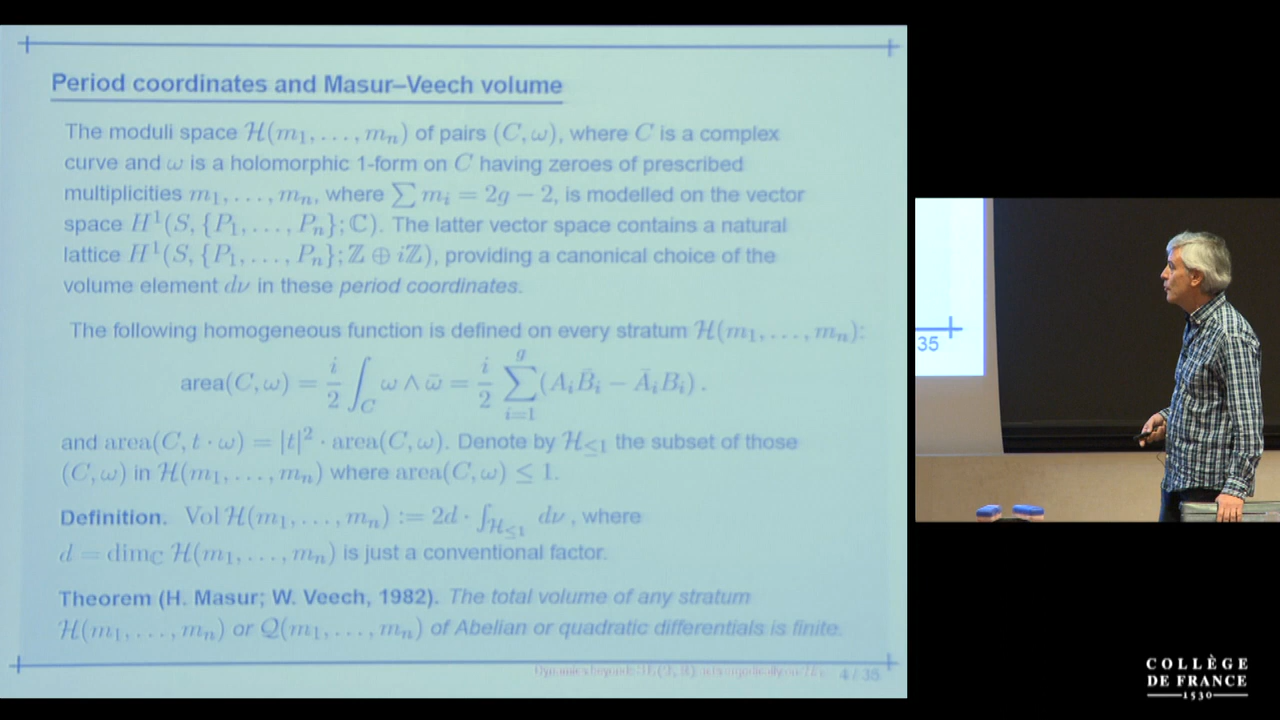 Period coordinates and Masur–Veech volume
The moduli space ℋ(m₁, . . . , mₙ) of pairs (C, ω), where C is a complex
curve and ω is a holomorphic 1-form on C having zeroes of prescribed
multiplicities m₁, . . . , mₙ, where ∑ mᵢ = 2g − 2, is modelled on the vector
space H¹(S, {P₁, . . . , Pₙ}; ℂ). The latter vector space contains a natural
lattice H¹(S, {P₁, . . . , Pₙ}; ℤ ⊕ iℤ), providing a canonical choice of the
volume element dν in these period coordinates.
The following homogeneous function is defined on every stratum ℋ(m₁, . . . , mₙ):
area(C, ω) = i/2 ∫_C ω ∧ ω̄ = i/2 ∑_{i=1}^{g} (AᵢB̄ᵢ − ĀᵢBᵢ) .
and area(C, t · ω) = |t|² · area(C, ω). Denote by ℋ_{≤1} the subset of those
(C, ω) in ℋ(m₁, . . . , mₙ) where area(C, ω) ≤ 1.
Definition. Vol ℋ(m₁, . . . , mₙ) := 2d · ∫_{ℋ_{≤1}} dν , where
d = dim_ℂ ℋ(m₁, . . . , mₙ) is just a conventional factor.
Theorem (H. Masur; W. Veech, 1982). The total volume of any stratum
ℋ(m₁, . . . , mₙ) or 𝒬(m₁, . . . , mₙ) of Abelian or quadratic differentials is finite.
4 / 35
35
COLLÈGE
DE FRANCE
1530